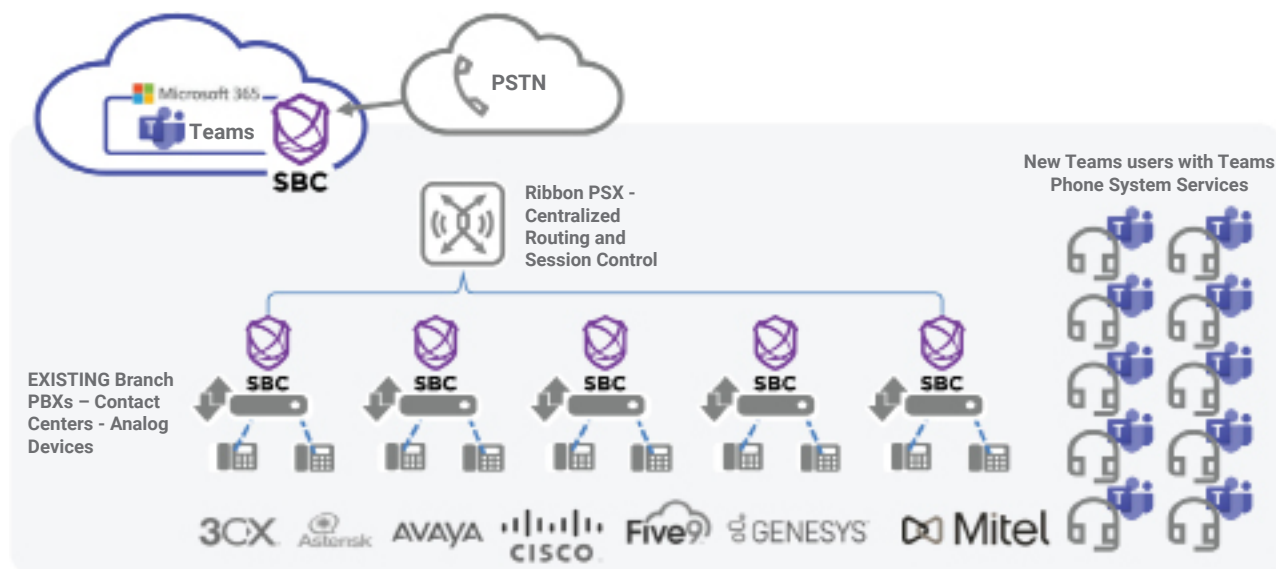 Microsoft 365
Teams
SBC
PSTN
New Teams users with Teams
Phone System Services
Ribbon PSX -
Centralized
Routing and
Session Control
EXISTING Branch
PBXs – Contact
Centers - Analog
Devices
SBC
SBC
SBC
SBC
SBC
3CX
Asterisk
AVAYA
CISCO
Five9
GENESYS
Mitel